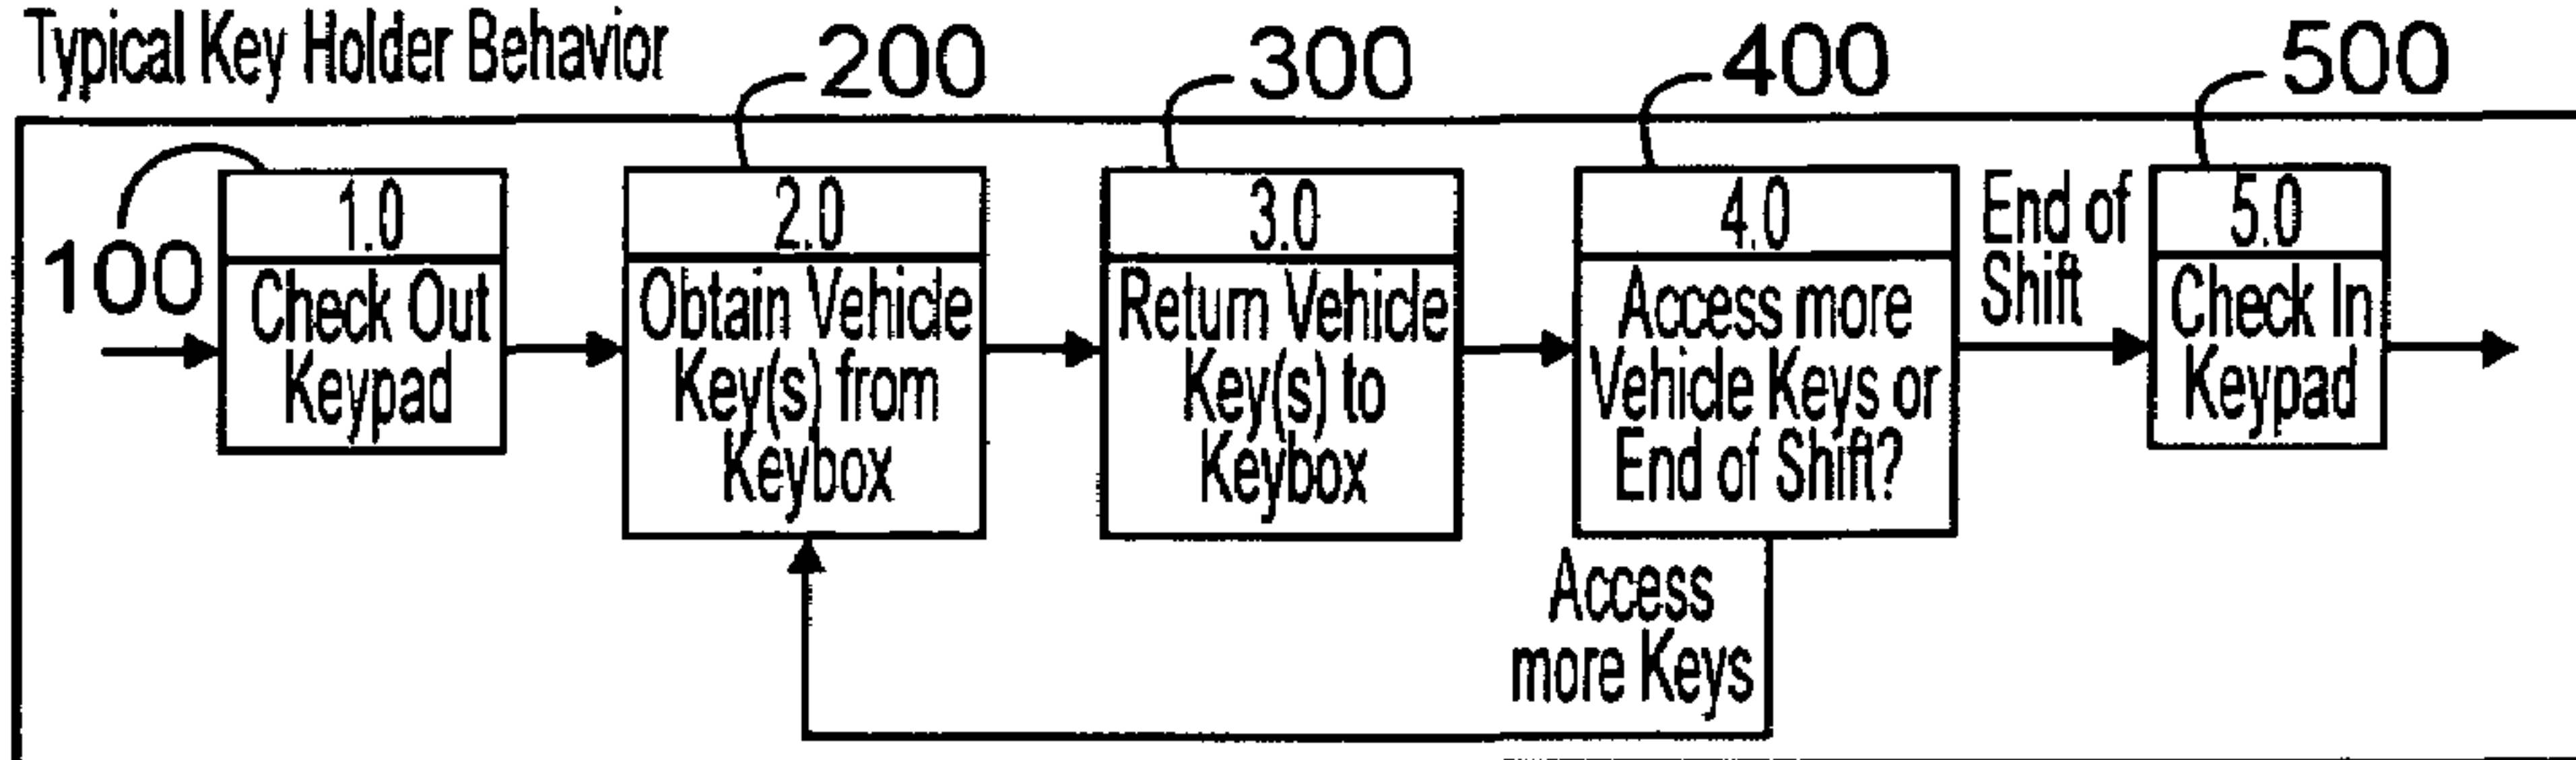 Typical Key Holder Behavior
200
300
400
500
100
1.0
Check Out
Keypad
2.0
Obtain Vehicle
Key(s) from
Keybox
3.0
Return Vehicle
Key(s) to
Keybox
4.0
Access more
Vehicle Keys or
End of Shift?
End of
Shift
5.0
Check In
Keypad
Access
more Keys